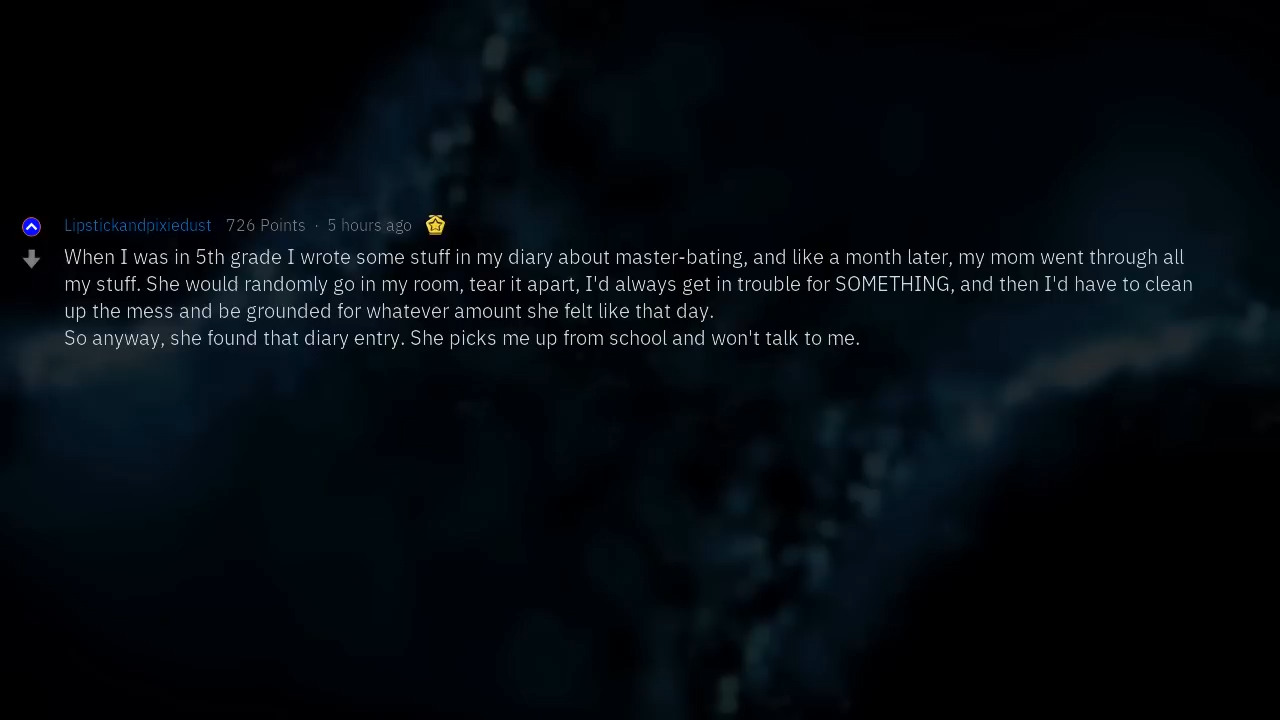 Lipstickandpixiedust 726 Points · 5 hours ago
When I was in 5th grade I wrote some stuff in my diary about master-bating, and like a month later, my mom went through all
my stuff. She would randomly go in my room, tear it apart, I'd always get in trouble for SOMETHING, and then I'd have to clean
up the mess and be grounded for whatever amount she felt like that day.
So anyway, she found that diary entry. She picks me up from school and won't talk to me.